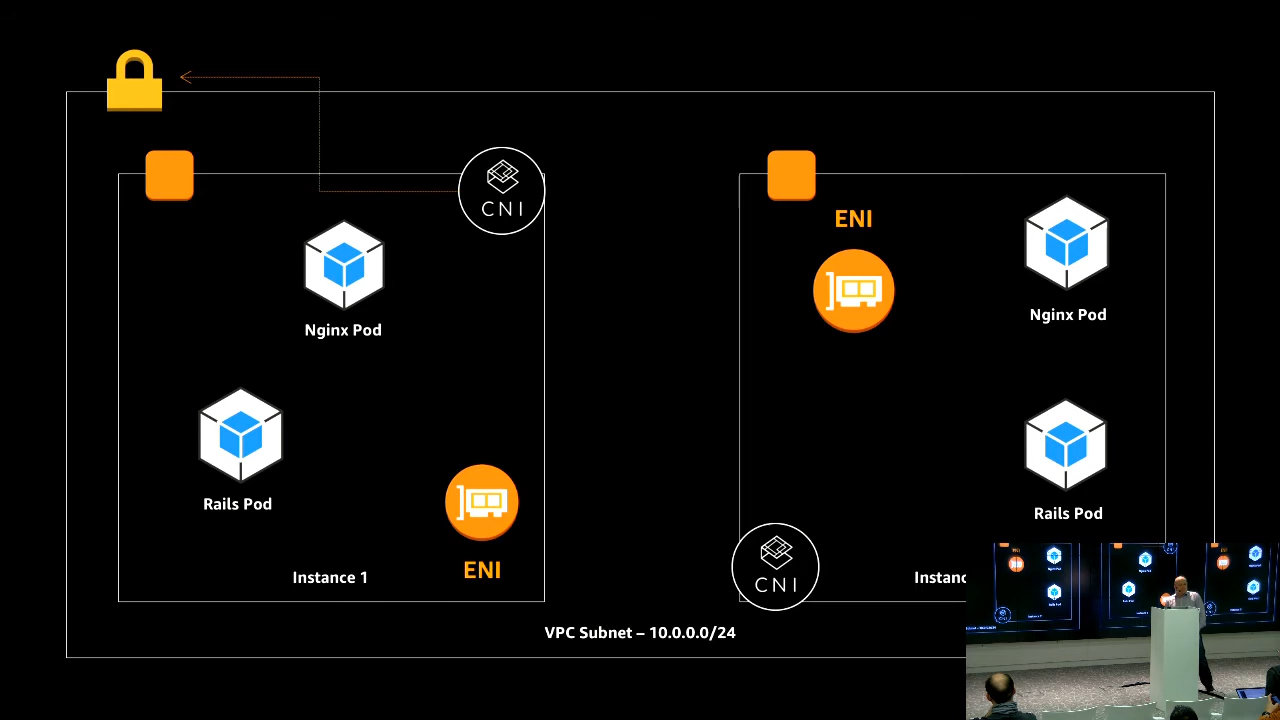 CNI
Nginx Pod
Rails Pod
ENI
Instance 1
ENI
Nginx Pod
Rails Pod
CNI
VPC Subnet – 10.0.0.0/24